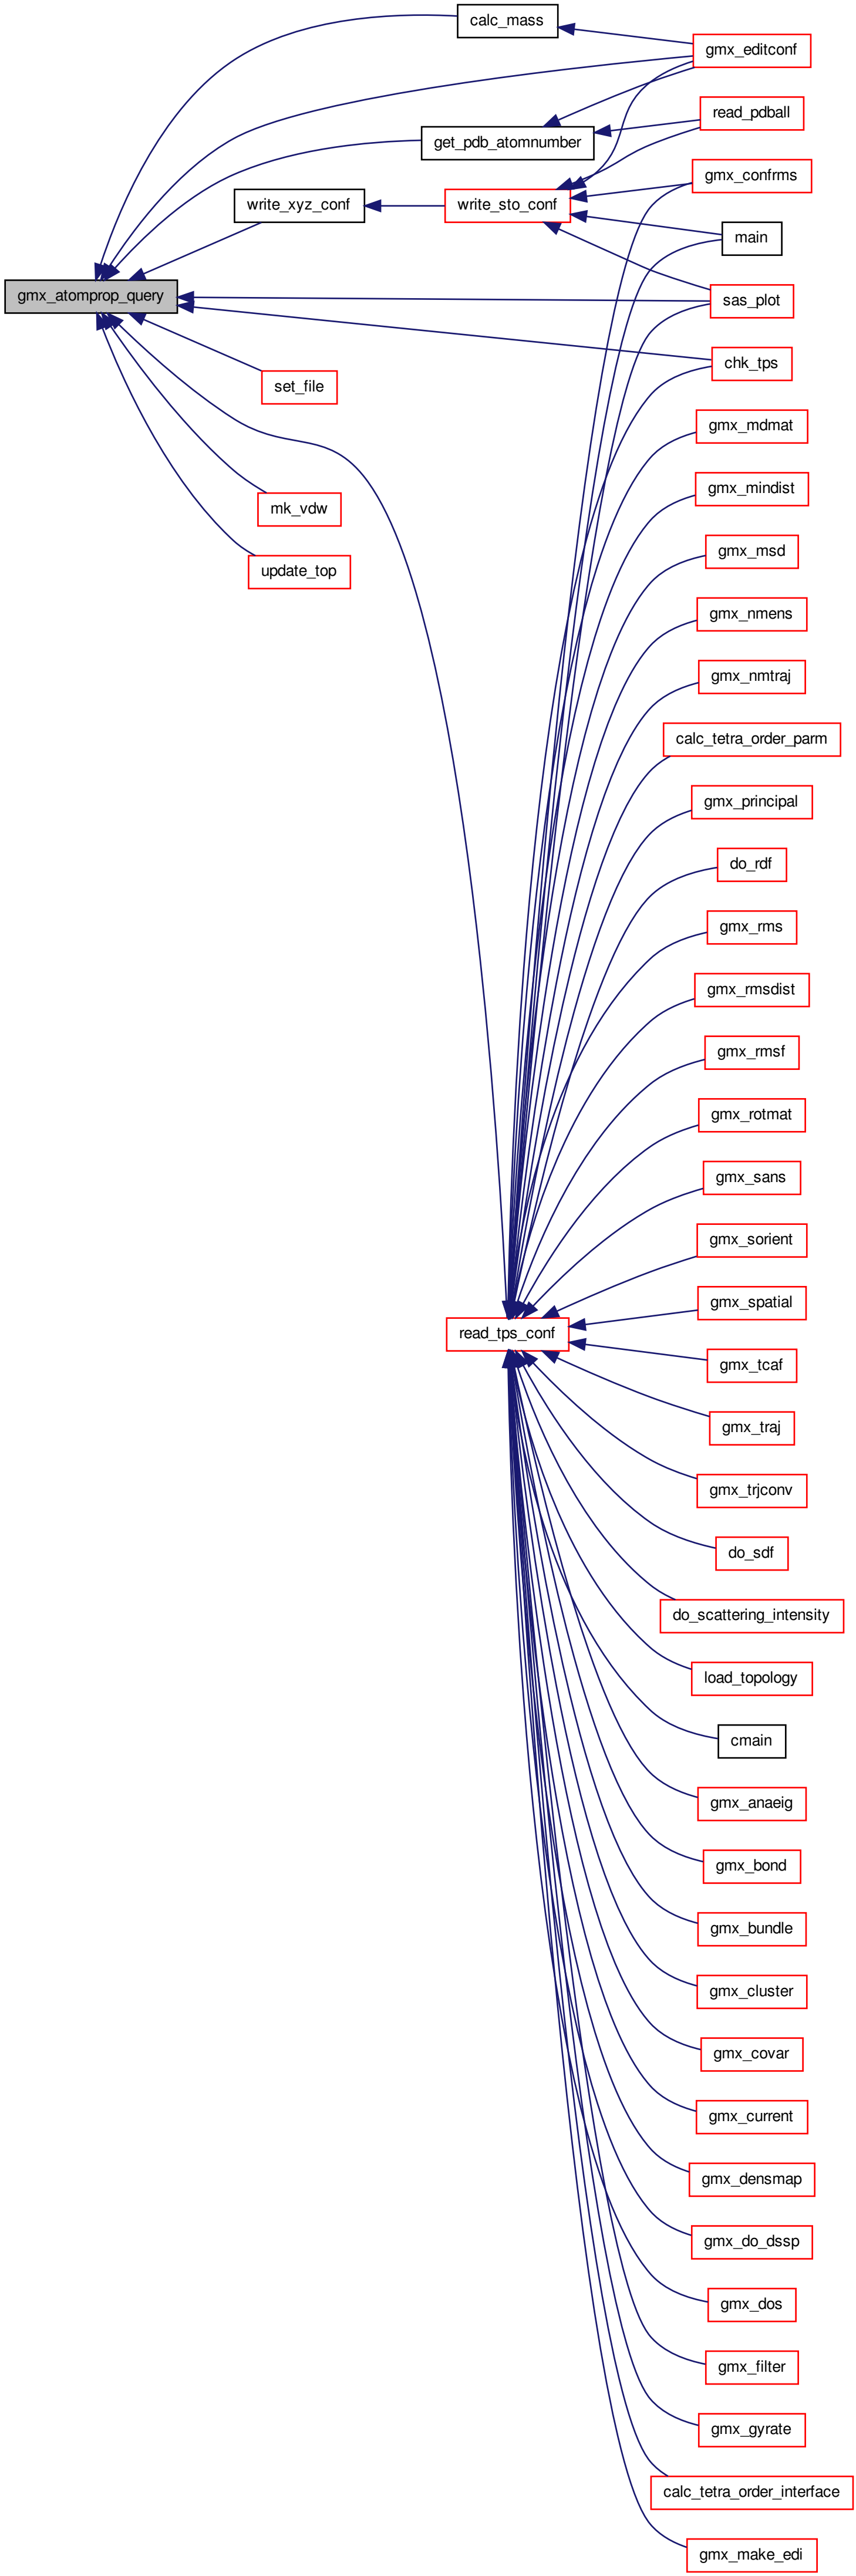 calc_mass
gmx_editconf
read_pdball
get_pdb_atomnumber
gmx_confrms
write_xyz_conf
write_sto_conf
main
gmx_atomprop_query
sas_plot
chk_tps
set_file
gmx_mdmat
gmx_mindist
mk_vdw
gmx_msd
update_top
gmx_nmens
gmx_nmtraj
calc_tetra_order_parm
gmx_principal
do_rdf
gmx_rms
gmx_rmsdist
gmx_rmsf
gmx_rotmat
gmx_sans
gmx_sorient
gmx_spatial
read_tps_conf
gmx_tcaf
gmx_traj
gmx_trjconv
do_sdf
do_scattering_intensity
load_topology
cmain
gmx_anaeig
gmx_bond
gmx_bundle
gmx_cluster
gmx_covar
gmx_current
gmx_densmap
gmx_do_dssp
gmx_dos
gmx_filter
gmx_gyrate
calc_tetra_order_interface
gmx_make_edi